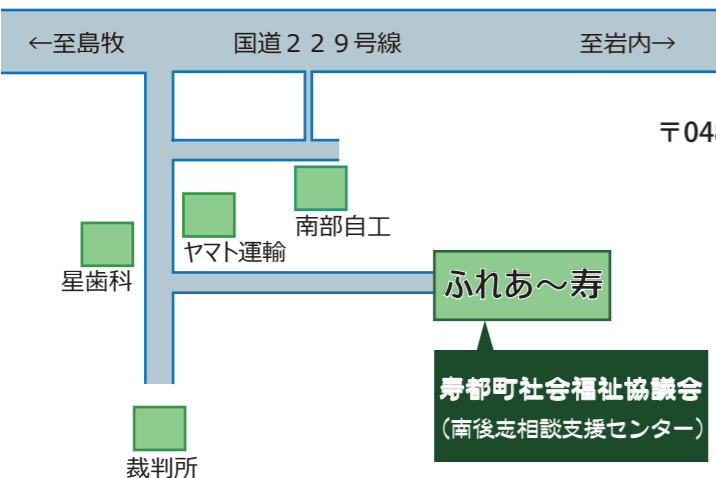 ←至島牧 国道229号線 至岩内→
〒04
南部自工
ヤマト運輸
星歯科
ふれあ～寿
寿都町社会福祉協議会
（南後志相談支援センター）
裁判所